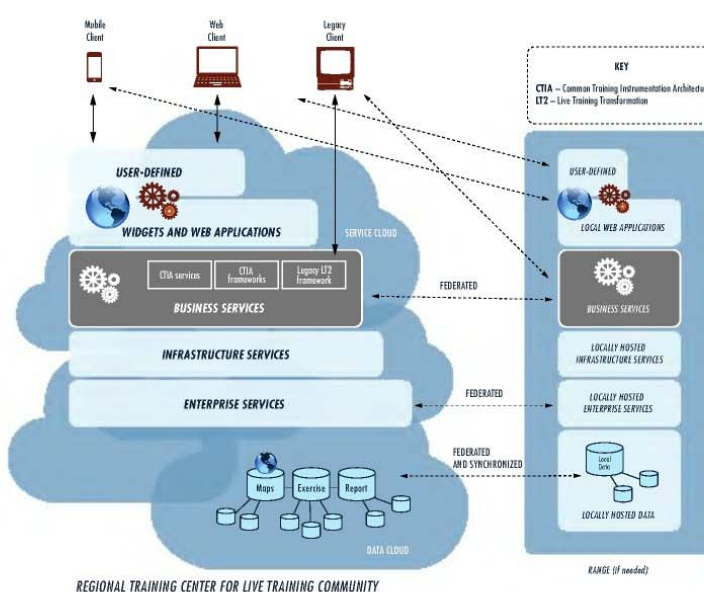 Mobile
Client
Web
Client
Legacy
Client
KEY
CTIA – Common Training Instrumentation Architectu
LT2 – Live Training Transformation
USER-DEFINED
WIDGETS AND WEB APPLICATIONS
SERVICE CLOUD
CTIA services
CTIA
frameworks
Legacy LT2
framework
BUSINESS SERVICES
INFRASTRUCTURE SERVICES
ENTERPRISE SERVICES
Maps
Exercise
Report
DATA CLOUD
FEDERATED
FEDERATED
FEDERATED
AND SYNCHRONIZED
USER-DEFINED
LOCAL WEB APPLICATIONS
BUSINESS SERVICES
LOCALLY HOSTED
INFRASTRUCTURE SERVICES
LOCALLY HOSTED
ENTERPRISE SERVICES
Local
Data
LOCALLY HOSTED DATA
RANGE (if needed)
REGIONAL TRAINING CENTER FOR LIVE TRAINING COMMUNITY